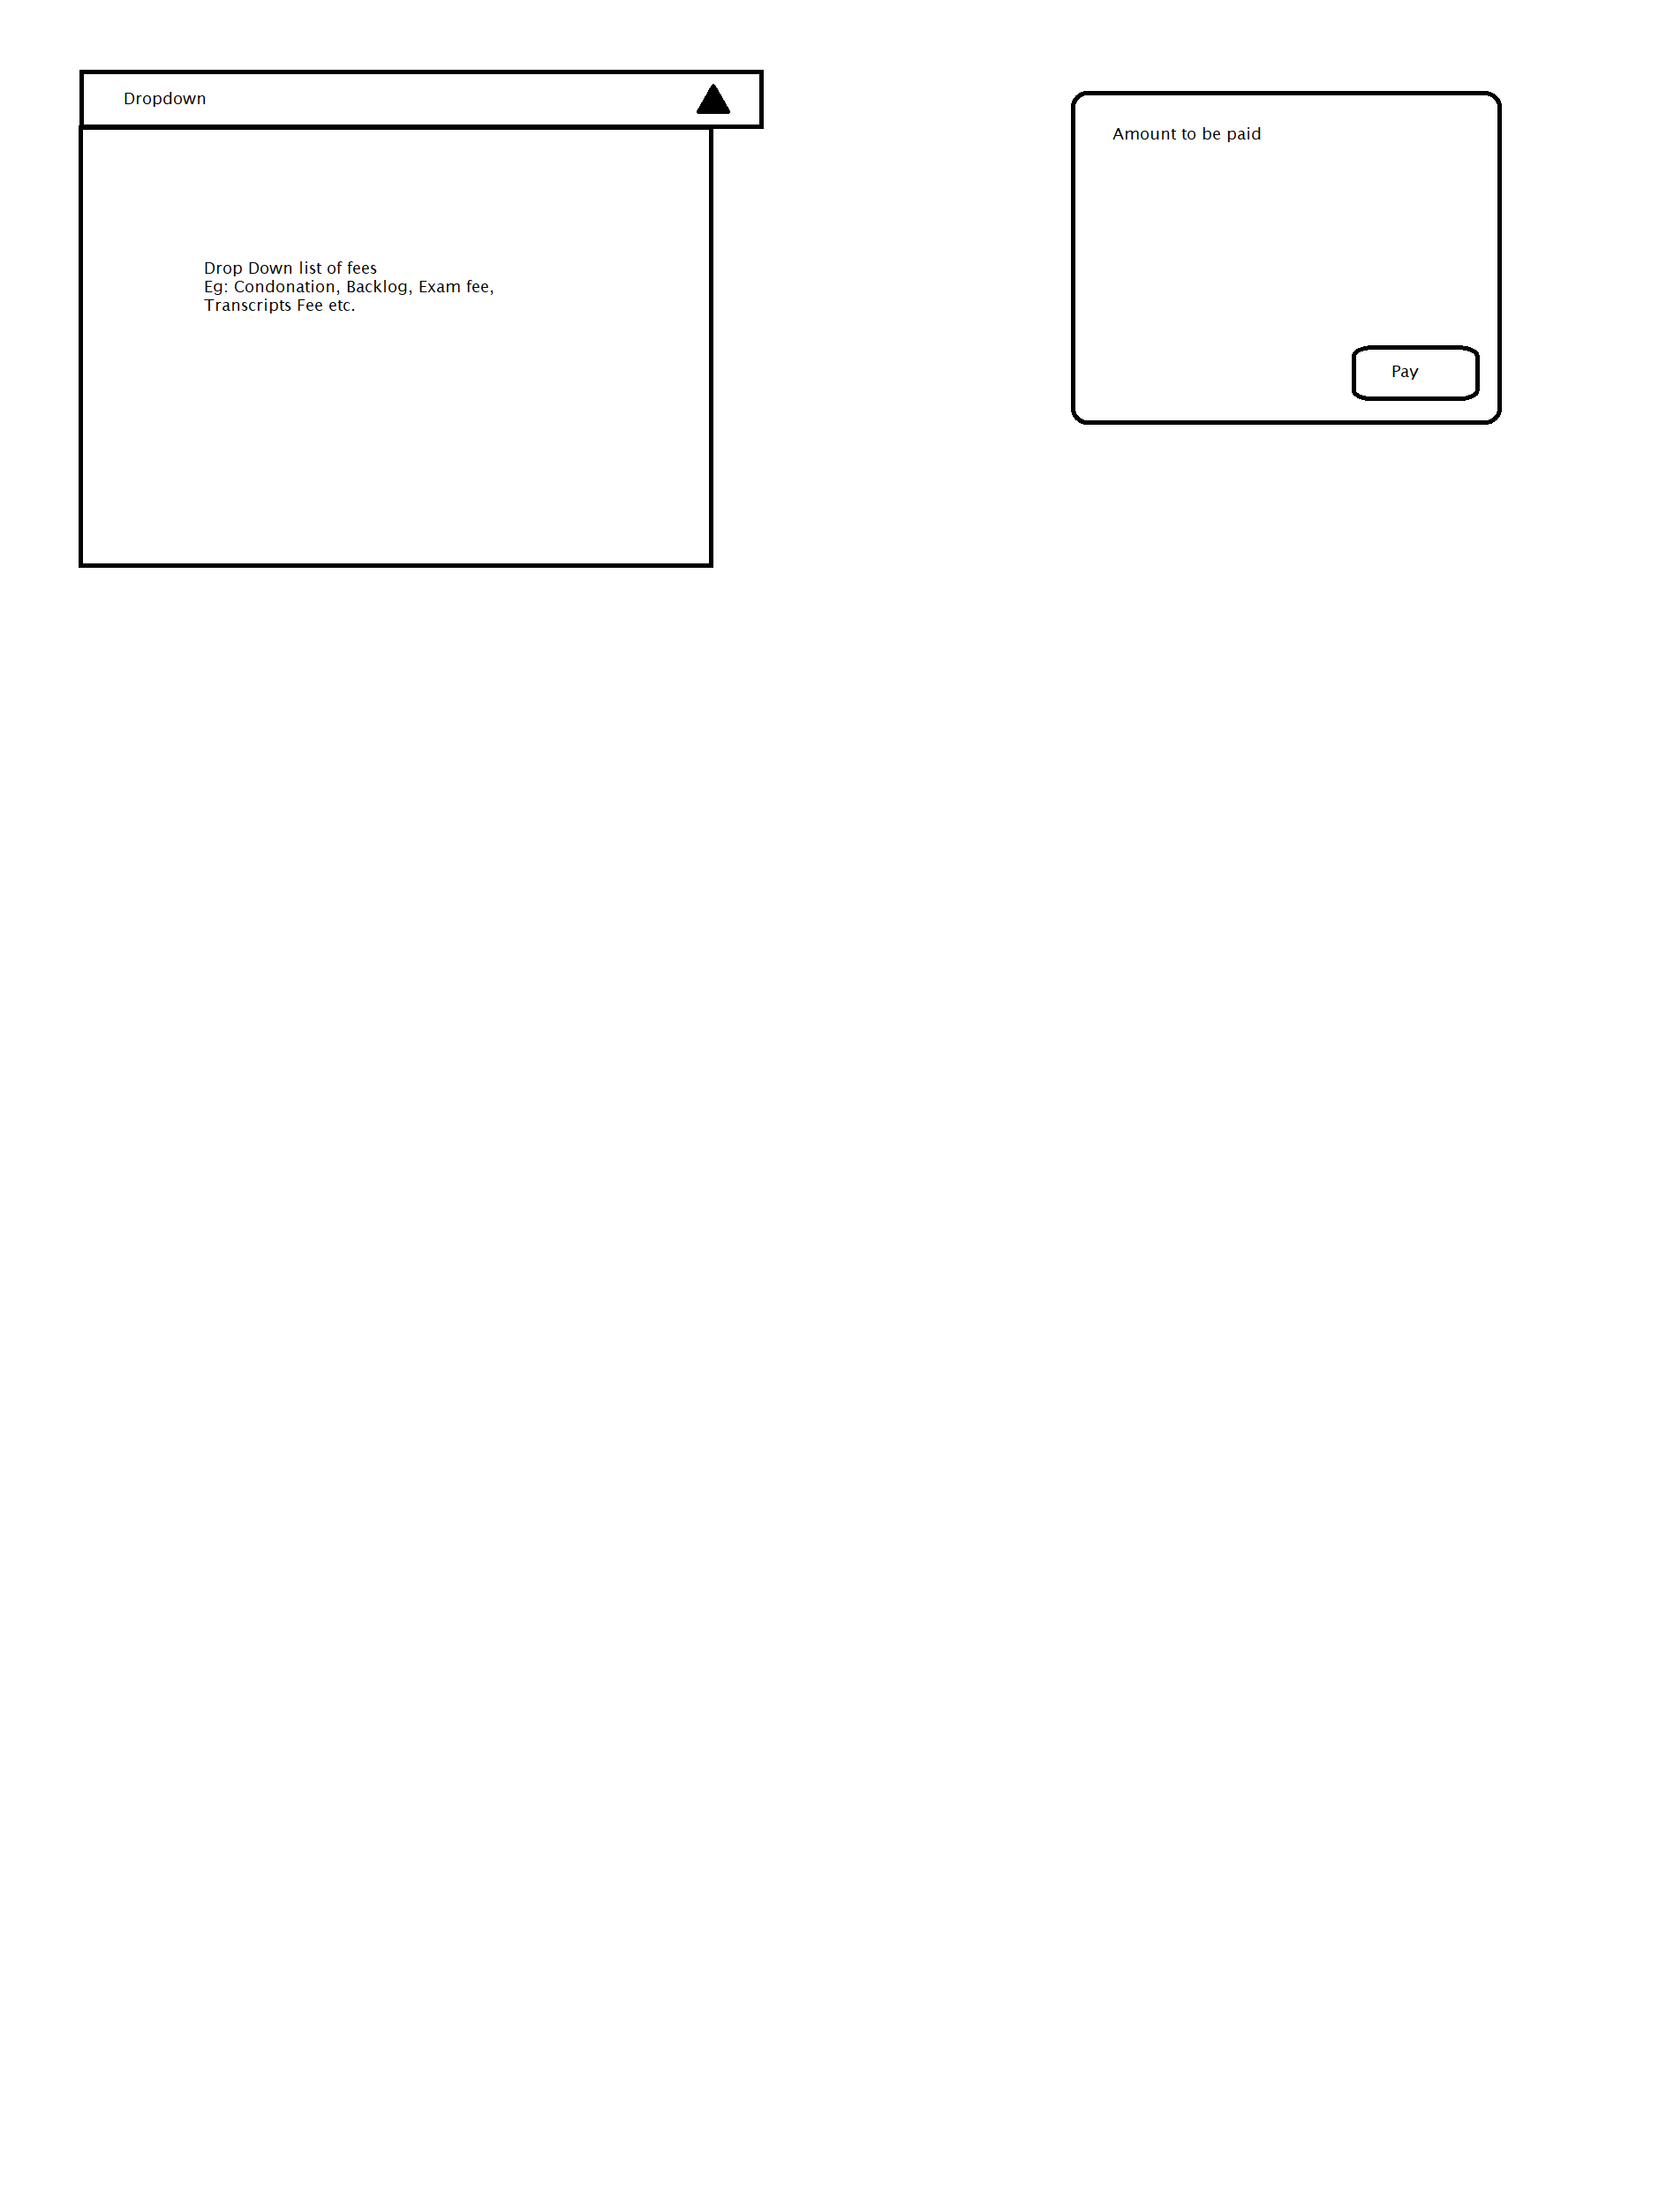 Dropdown
Drop Down list of fees
Eg: Condonation, Backlog, Exam fee,
Transcripts Fee etc.
Amount to be paid
Pay